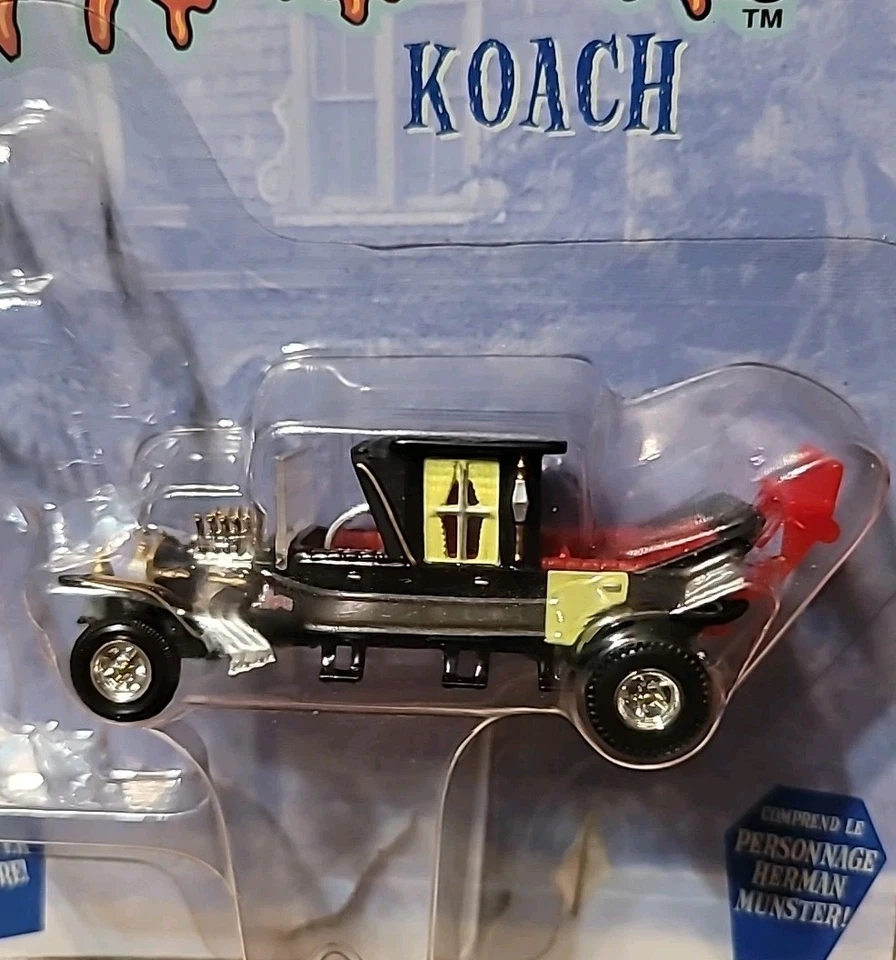 TM
KOACH
COMPREND LE
PERSONNAGE
HERMAN
MUNSTER!